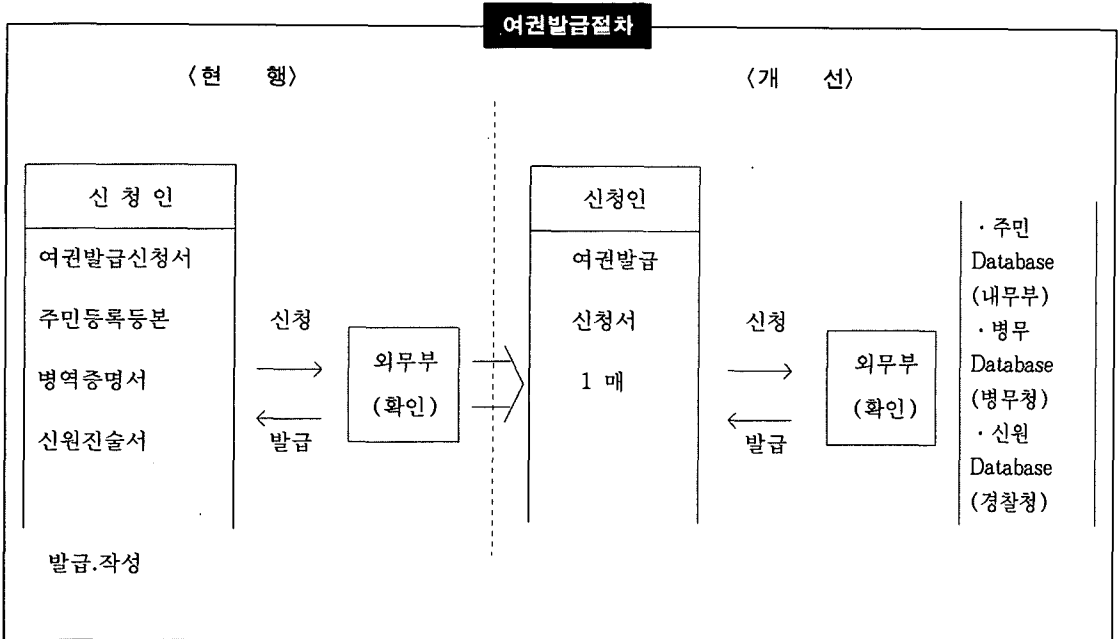 여권발급절차
〈현 행〉
〈개 선〉
신 청 인
여권발급신청서
주민등록등본
병역증명서
신원진술서
발급.작성
신청
발급
외무부
(확인)
신청인
여권발급
신청서
1 매
신청
발급
외무부
(확인)
· 주민
Database
(내무부)
· 병무
Database
(병무청)
· 신원
Database
(경찰청)